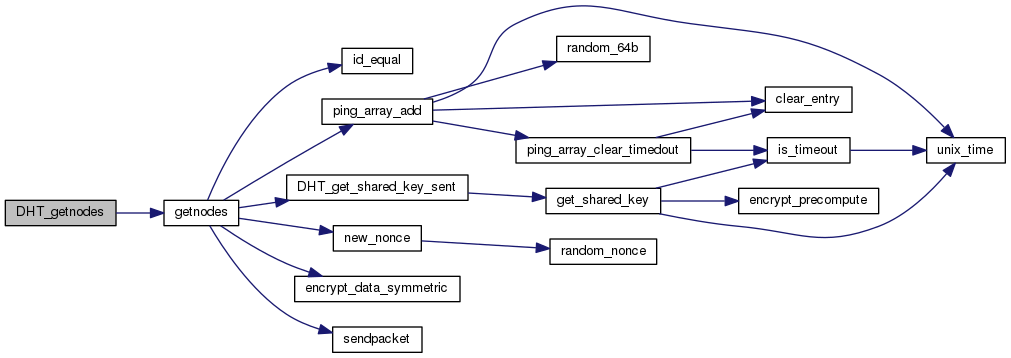 DHT_getnodes
getnodes
id_equal
ping_array_add
DHT_get_shared_key_sent
new_nonce
encrypt_data_symmetric
sendpacket
random_64b
ping_array_clear_timedout
get_shared_key
random_nonce
clear_entry
is_timeout
encrypt_precompute
unix_time